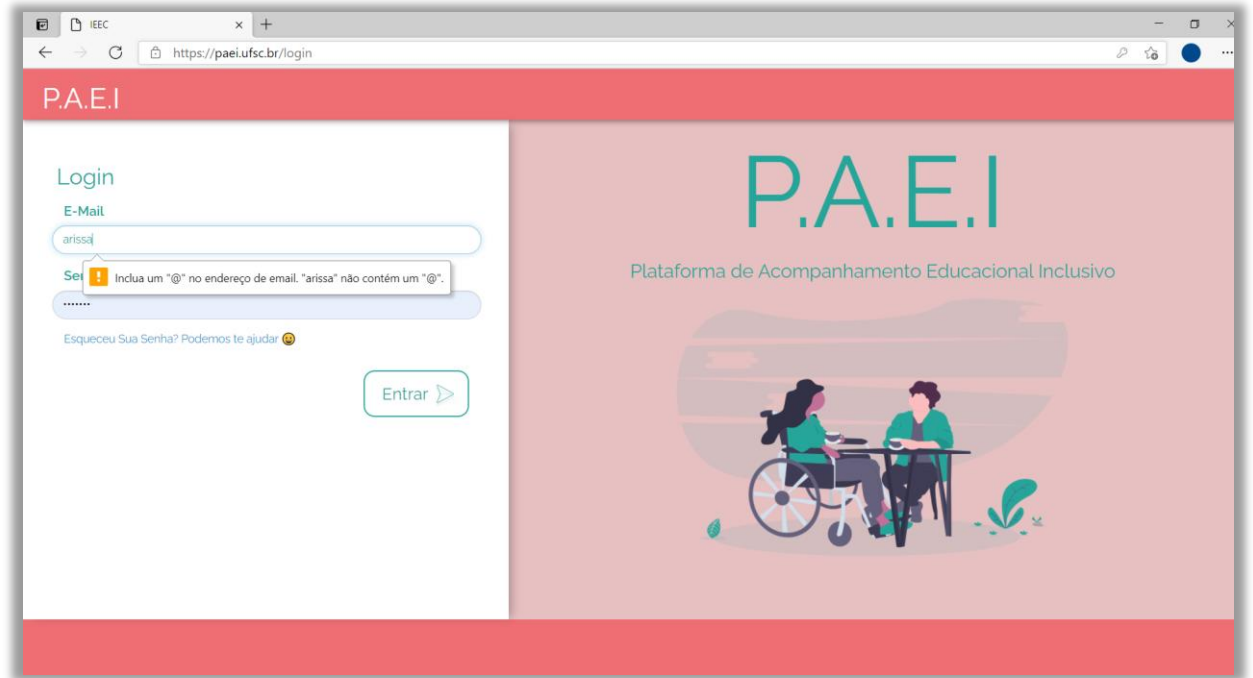 IEEC
https://paei.ufsc.br/login
P.A.E.I
Login
E-Mail
arissa
Inclua um "@" no endereço de email. "arissa" não contém um "@".
Esqueceu Sua Senha? Podemos te ajudar 😀
Entrar
P.A.E.I
Plataforma de Acompanhamento Educacional Inclusivo